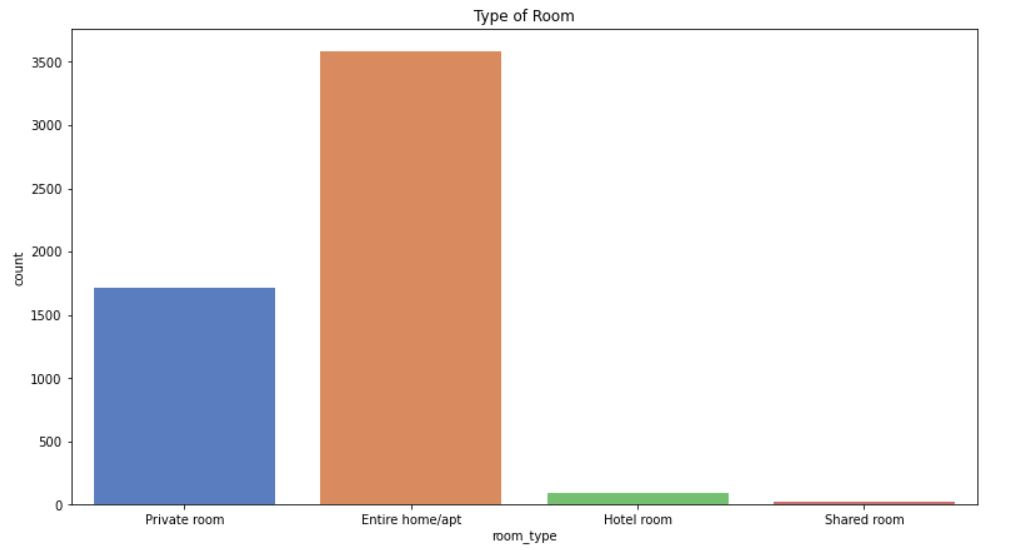 Type of Room
3500
3000
2500
2000
1500
1000
500
0
count
Private room
Entire home/apt
Hotel room
Shared room
room_type